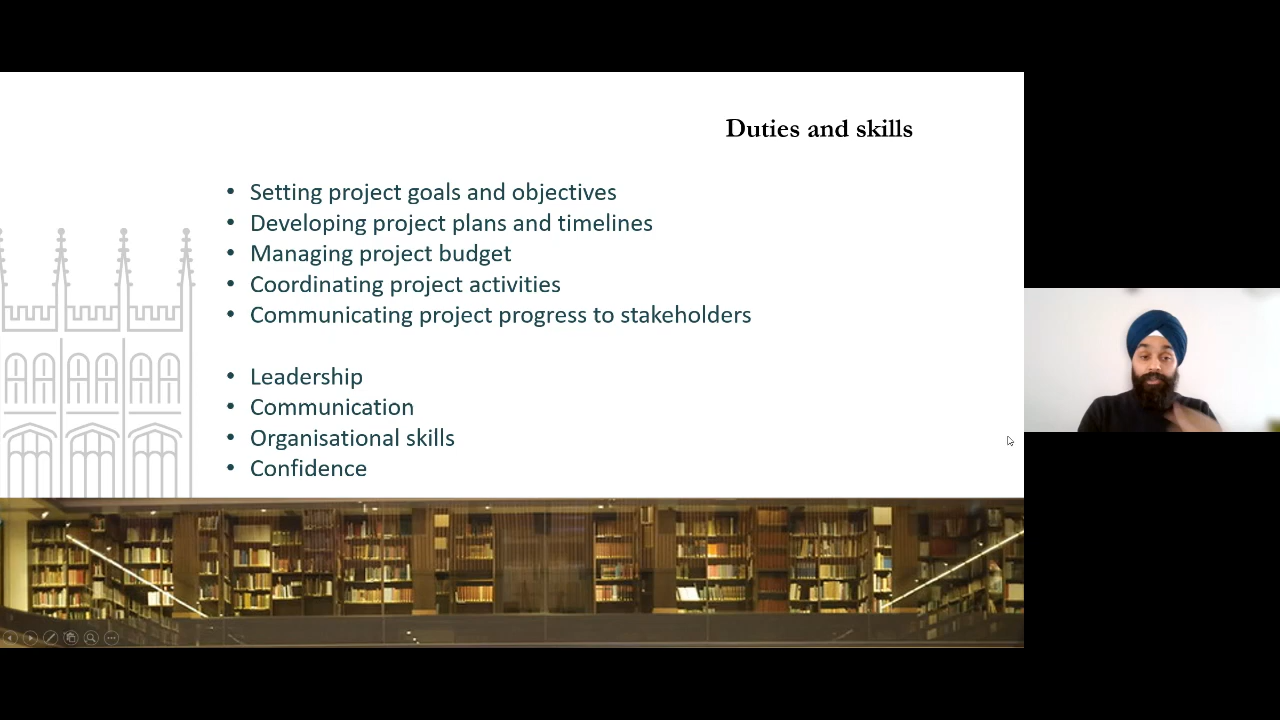 Duties and skills
• Setting project goals and objectives
• Developing project plans and timelines
• Managing project budget
• Coordinating project activities
• Communicating project progress to stakeholders
• Leadership
• Communication
• Organisational skills
• Confidence